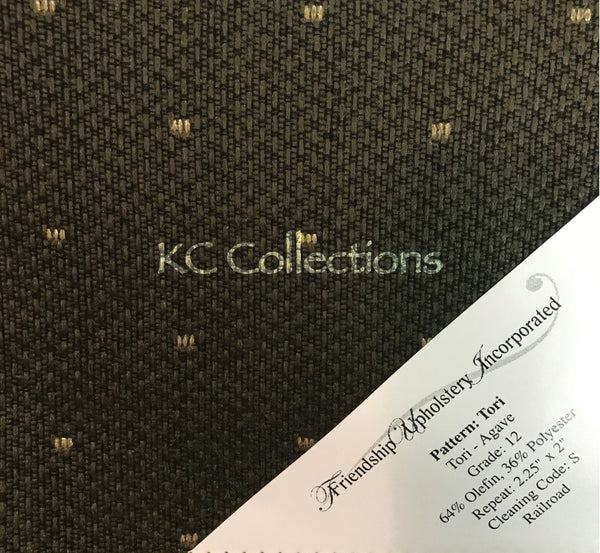 KC Collections
Friendship Upholstery Incorporated
Pattern: Tori
Tori - Agave
Grade: 12
64% Olefin, 36% Polyester
Repeat: 2.25" X 2"
Cleaning Code: S
Railroad